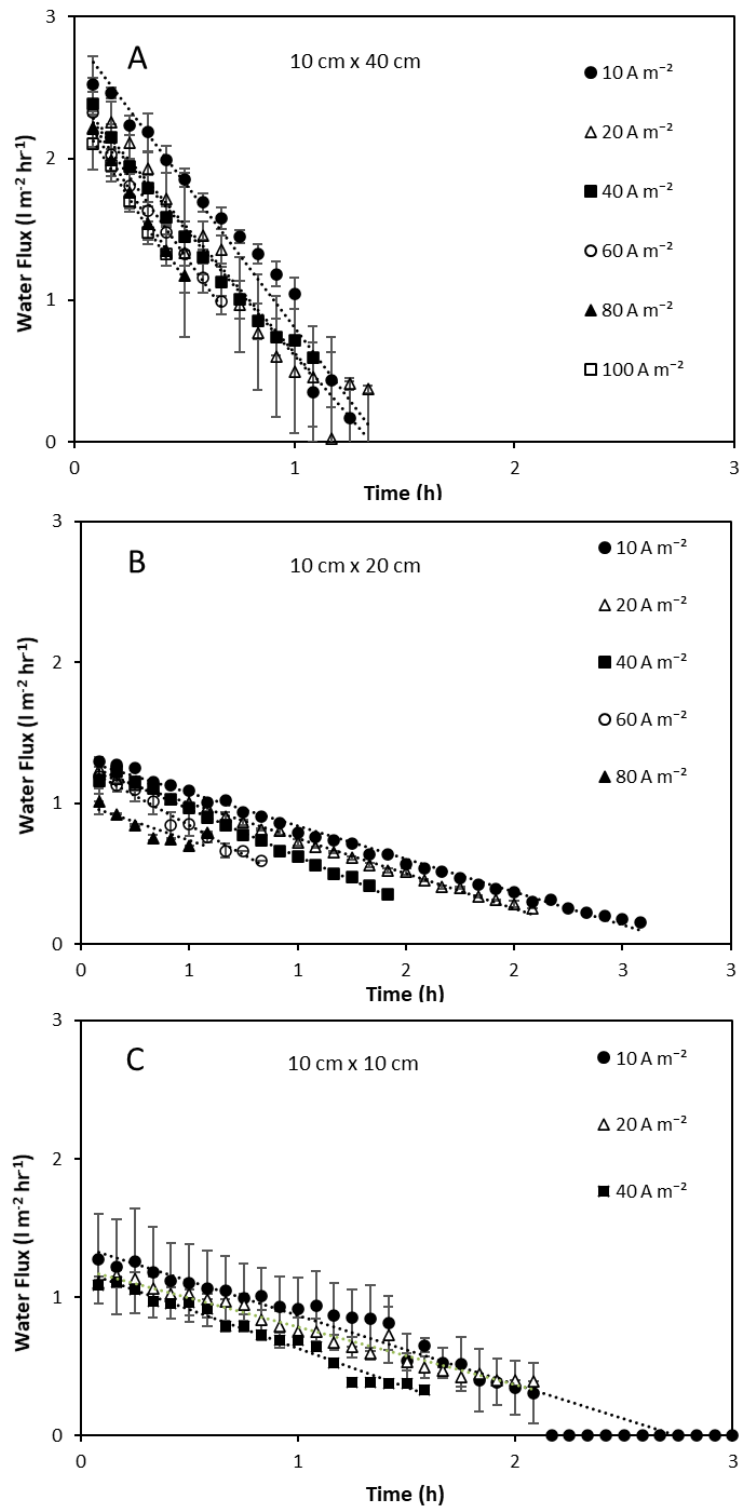 3
A
10 cm x 40 cm
10 A m⁻²
20 A m⁻²
2
40 A m⁻²
60 A m⁻²
1
80 A m⁻²
100 A m⁻²
0
0 1 2 3
Time (h)
Water Flux (l m⁻² hr⁻¹)
3
B
10 cm x 20 cm
10 A m⁻²
20 A m⁻²
2
40 A m⁻²
60 A m⁻²
1
80 A m⁻²
0
0 1 1 2 2 3 3
Time (h)
Water Flux (l m⁻² hr⁻¹)
3
C
10 cm x 10 cm
10 A m⁻²
20 A m⁻²
2
40 A m⁻²
1
0
0 1 2 3
Time (h)
Water Flux (l m⁻² hr⁻¹)